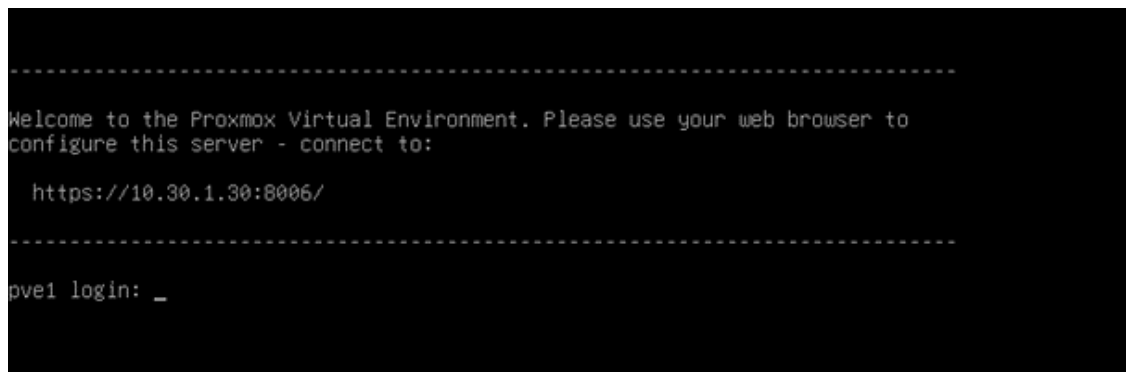 --------------------------------------------------------------------------------
Welcome to the Proxmox Virtual Environment. Please use your web browser to
configure this server - connect to:
https://10.30.1.30:8006/
--------------------------------------------------------------------------------
pve1 login: _